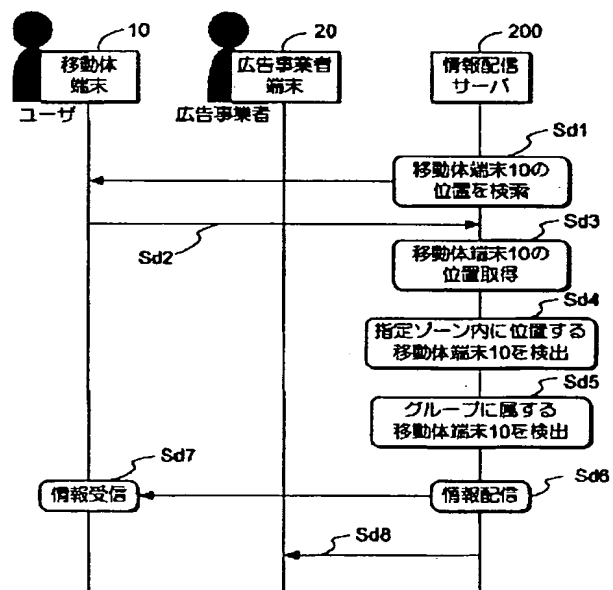 10
20
200
移動体
端末
広告事業者
端末
情報配信
サーバ
ユーザ
広告事業者
Sd1
移動体端末10の
位置を検索
Sd2
Sd3
移動体端末10の
位置取得
Sd4
指定ゾーン内に位置する
移動体端末10を検出
Sd5
グループに属する
移動体端末10を検出
Sd7
情報受信
情報配信
Sd6
Sd8